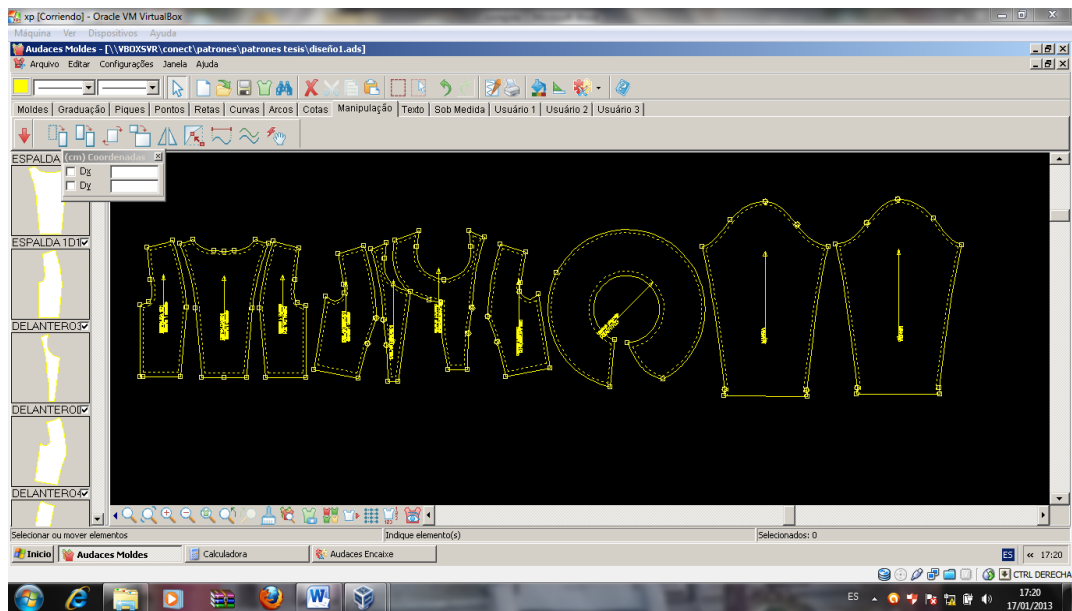 xp [Corriendo] - Oracle VM VirtualBox
Máquina Ver Dispositivos Ayuda
Audaces Moldes - [\\VBOXSVR\conect\patrones\patrones tesis\diseño1.ads]
Arquivo Editar Configurações Janela Ajuda
Moldes Graduação Piques Pontos Retas Curvas Arcos Cotas Manipulação Texto Sob Medida Usuário 1 Usuário 2 Usuário 3
ESPALDA
(cm) Coordenadas
Dx
Dy
ESPALDA 1D1
DELANTERO3
DELANTERO
DELANTERO4
Selecionar ou mover elementos Indique elemento(s) Selecionados: 0
Inicio Audaces Moldes Calculadora Audaces Encaixe ES « 17:20
CTRL DERECHA
ES 17:20
17/01/2013